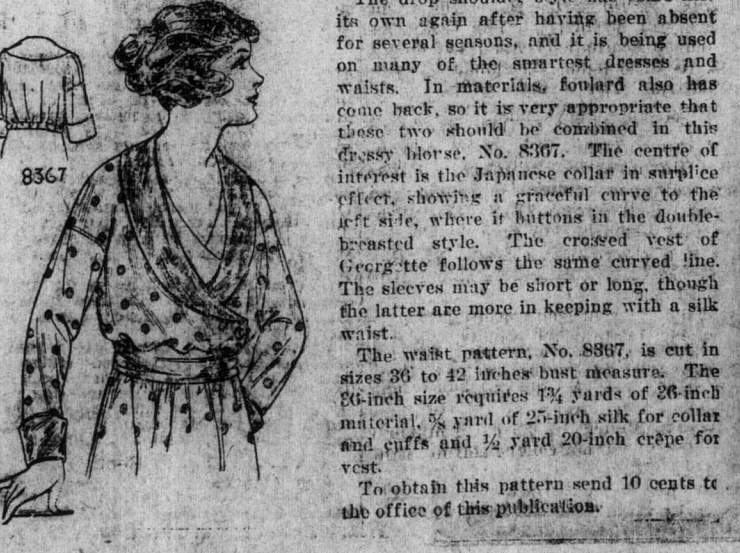 its own again after having been absent
for several seasons, and it is being used
on many of the smartest dresses and
waists. In materials, foulard also has
come back, so it is very appropriate that
these two should be combined in this
dressy blouse, No. 8367. The centre of
interest is the Japanese collar in surplice
effect, showing a graceful curve to the
left side, where it buttons in the double-
breasted style. The crossed vest of
Georgette follows the same curved line.
The sleeves may be short or long, though
the latter are more in keeping with a silk
waist.
The waist pattern, No. 8367, is cut in
sizes 36 to 42 inches bust measure. The
36-inch size requires 1¾ yards of 26-inch
material, ⅝ yard of 25-inch silk for collar
and cuffs and ½ yard 20-inch crêpe for
vest.
To obtain this pattern send 10 cents to
the office of this publication.
8367